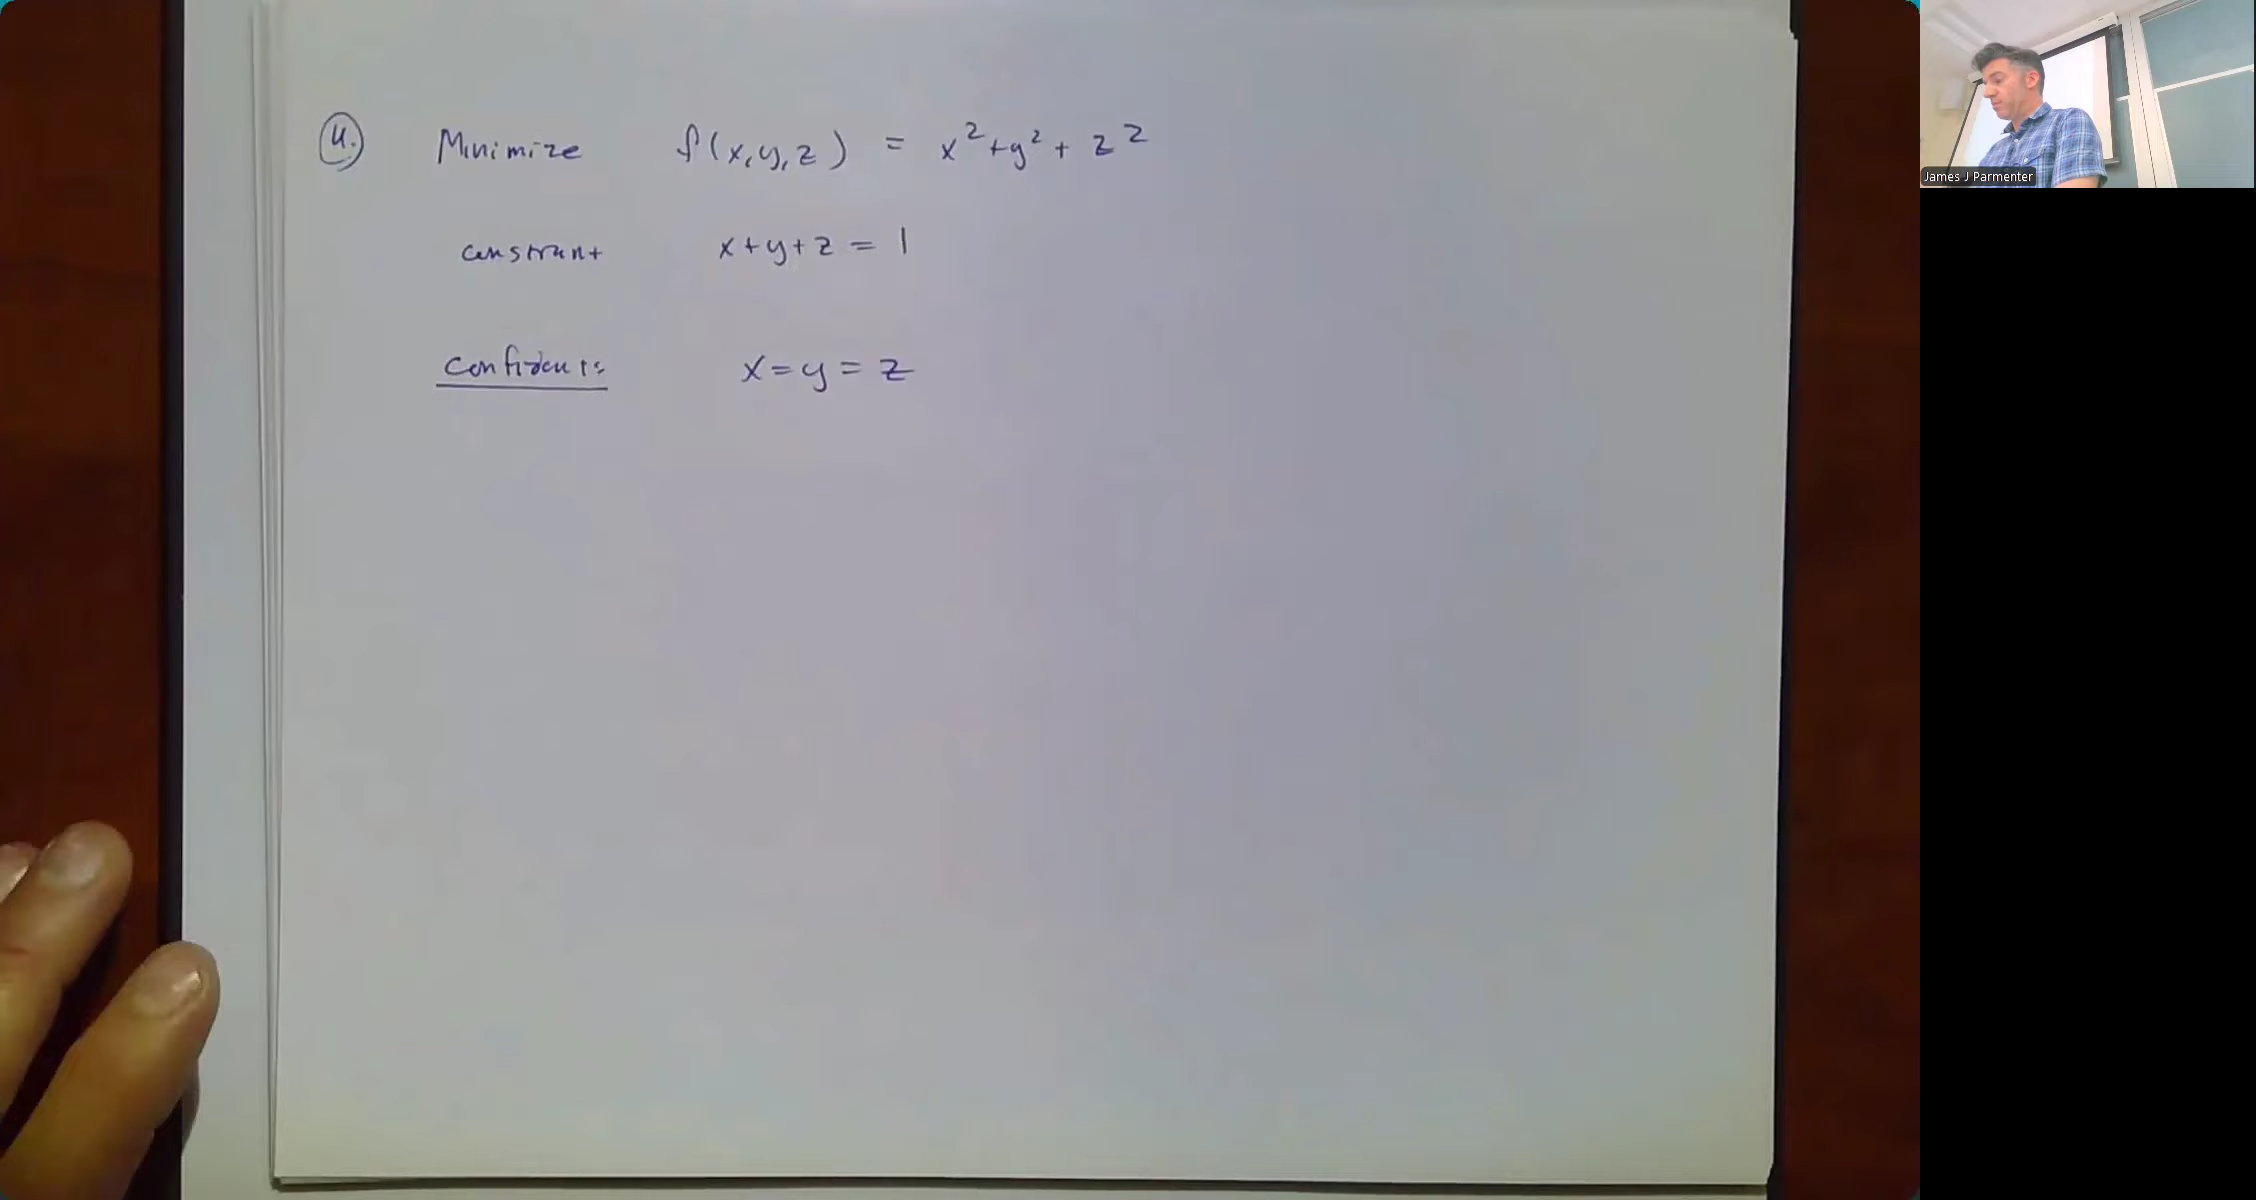 4. Minimize f(x,y,z) = x²+y²+z²
constraint x+y+z = 1
x=y=z
James J Parmenter